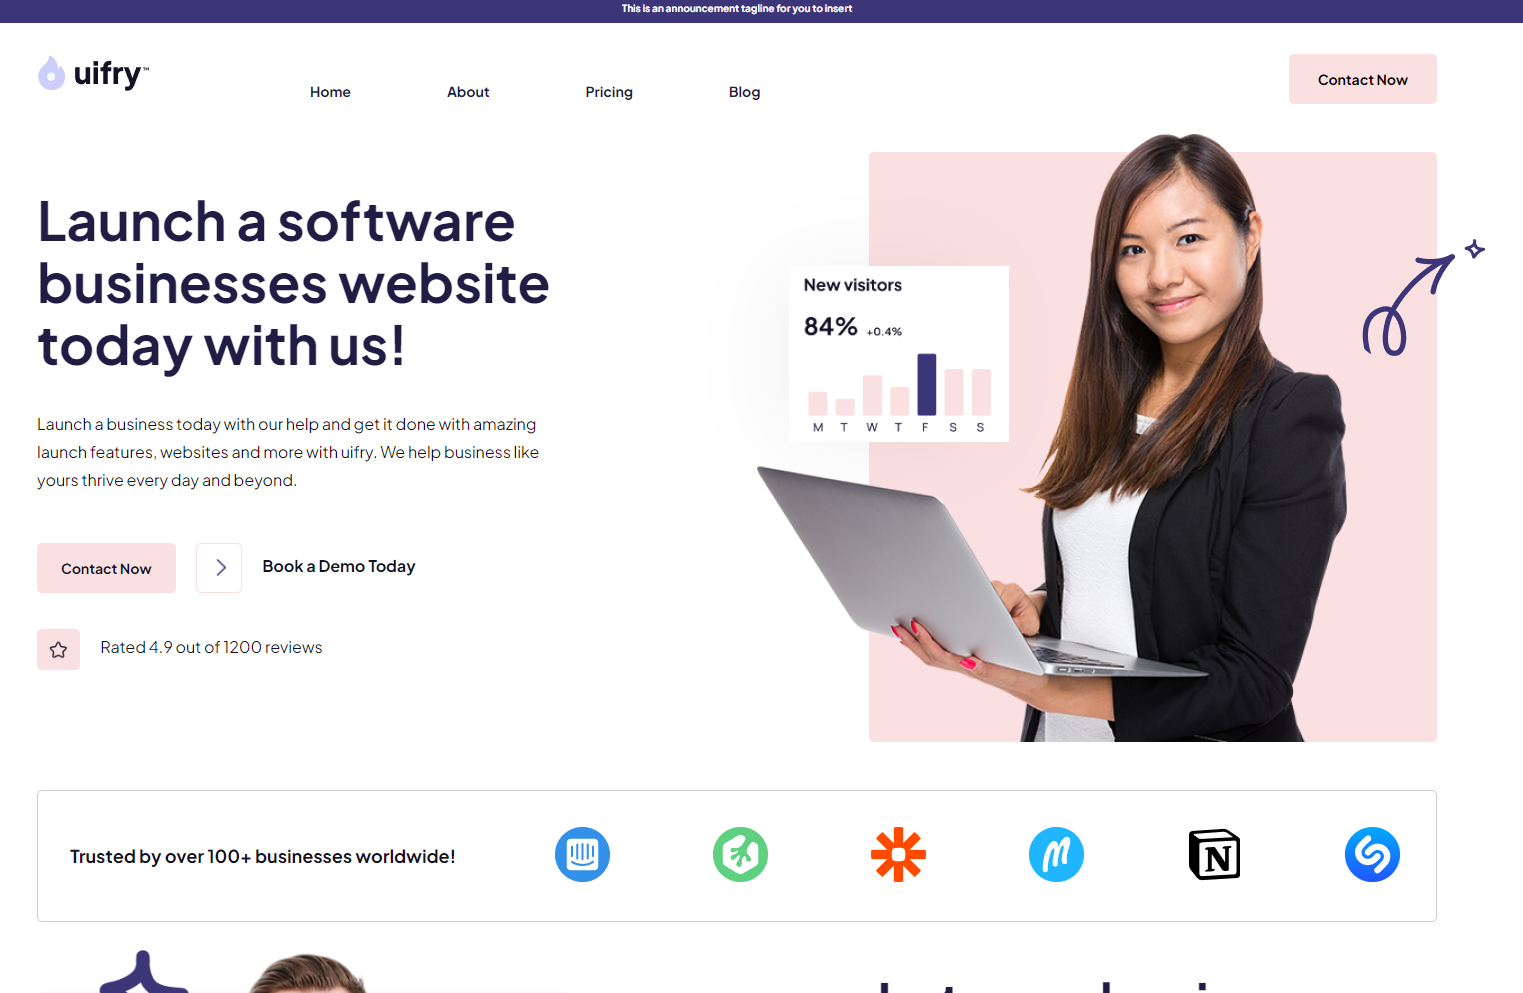 This is an announcement tagline for you to insert
uifry™
Home About Pricing Blog
Contact Now
Launch a software
businesses website
today with us!
Launch a business today with our help and get it done with amazing
launch features, websites and more with uifry. We help business like
yours thrive every day and beyond.
Contact Now
Book a Demo Today
Rated 4.9 out of 1200 reviews
New visitors
84% +0.4%
M T W T F S S
Trusted by over 100+ businesses worldwide!
N